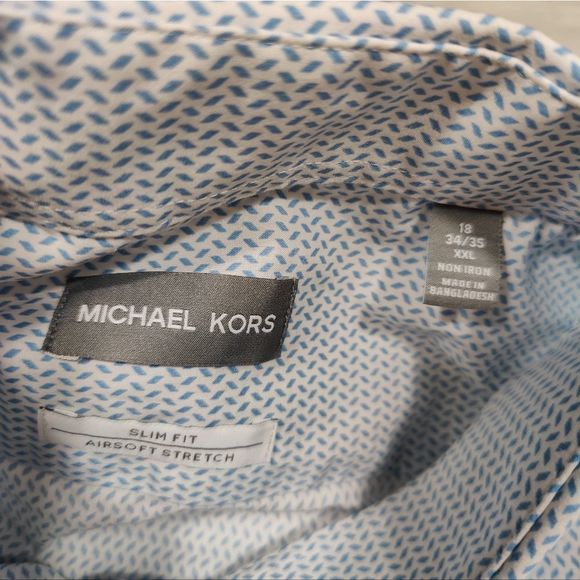 MICHAEL KORS
SLIM FIT
AIRSOFT STRETCH
18
34/35
XXL
NON IRON
MADE IN
BANGLADESH